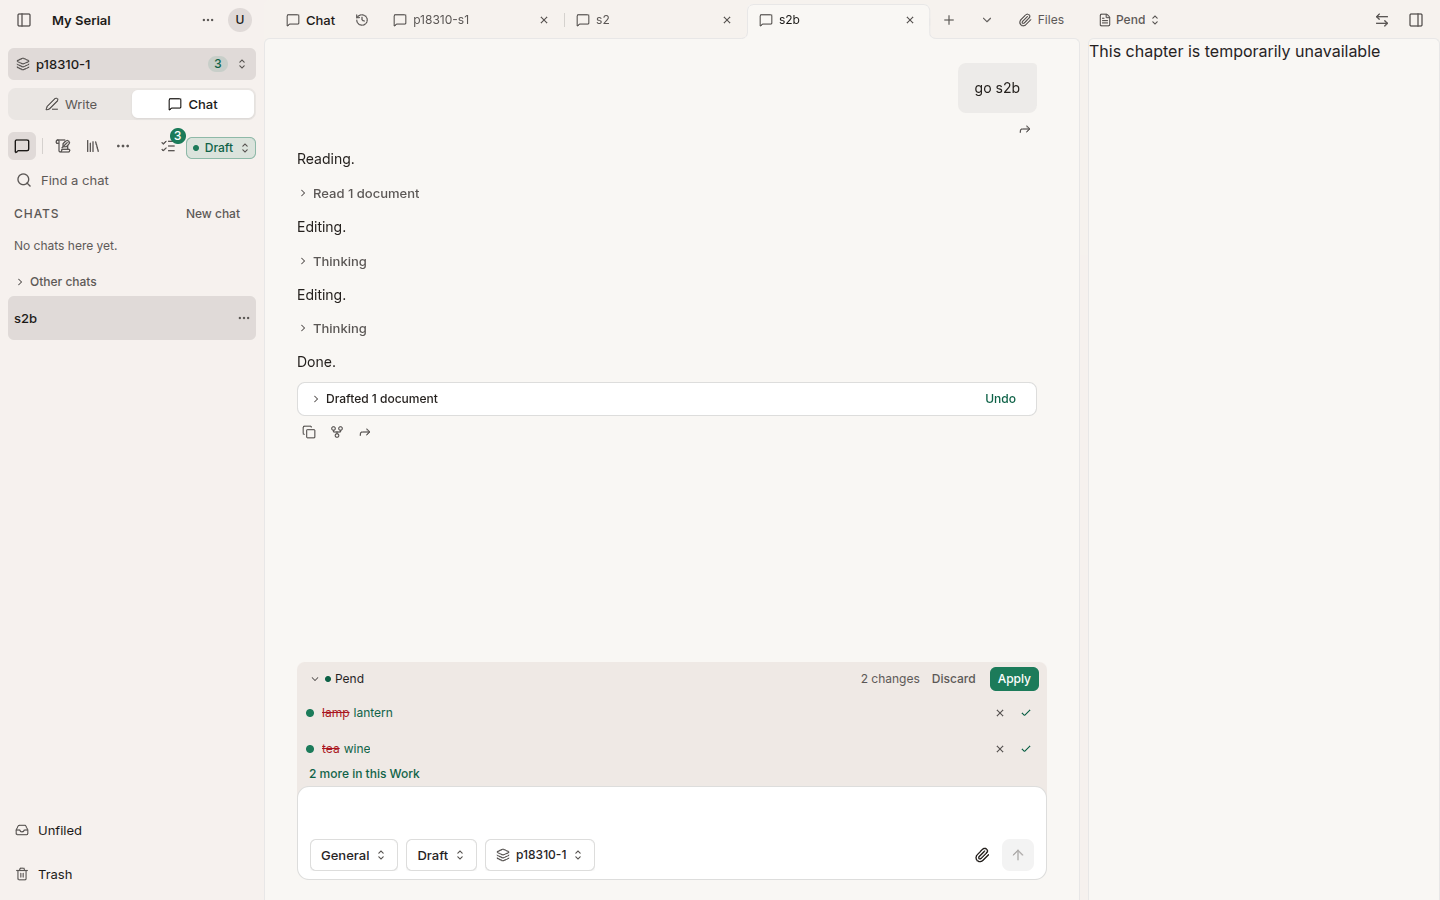 My Serial
U
p18310-1
3
Write
Chat
3
Draft
Find a chat
CHATS
New chat
No chats here yet.
Other chats
s2b
Unfiled
Trash
Chat
p18310-s1
s2
s2b
Files
Pend
go s2b
Reading.
Read 1 document
Editing.
Thinking
Editing.
Thinking
Done.
Drafted 1 document
Undo
Pend
2 changes
Discard
Apply
lamp lantern
tea wine
2 more in this Work
General
Draft
p18310-1
This chapter is temporarily unavailable